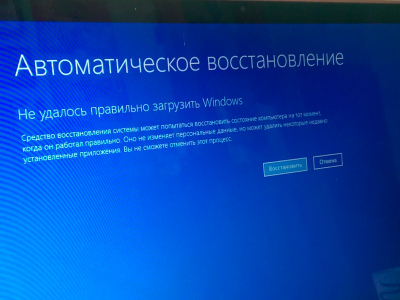 Автоматическое восстановление
Не удалось правильно загрузить Windows
Средство восстановления системы может попытаться восстановить состояние компьютера на тот момент,
когда он работал правильно. Оно не изменяет персональные данные, но может удалить некоторые недавно
установленные приложения. Вы не сможете отменить этот процесс.
Восстановить
Отмена